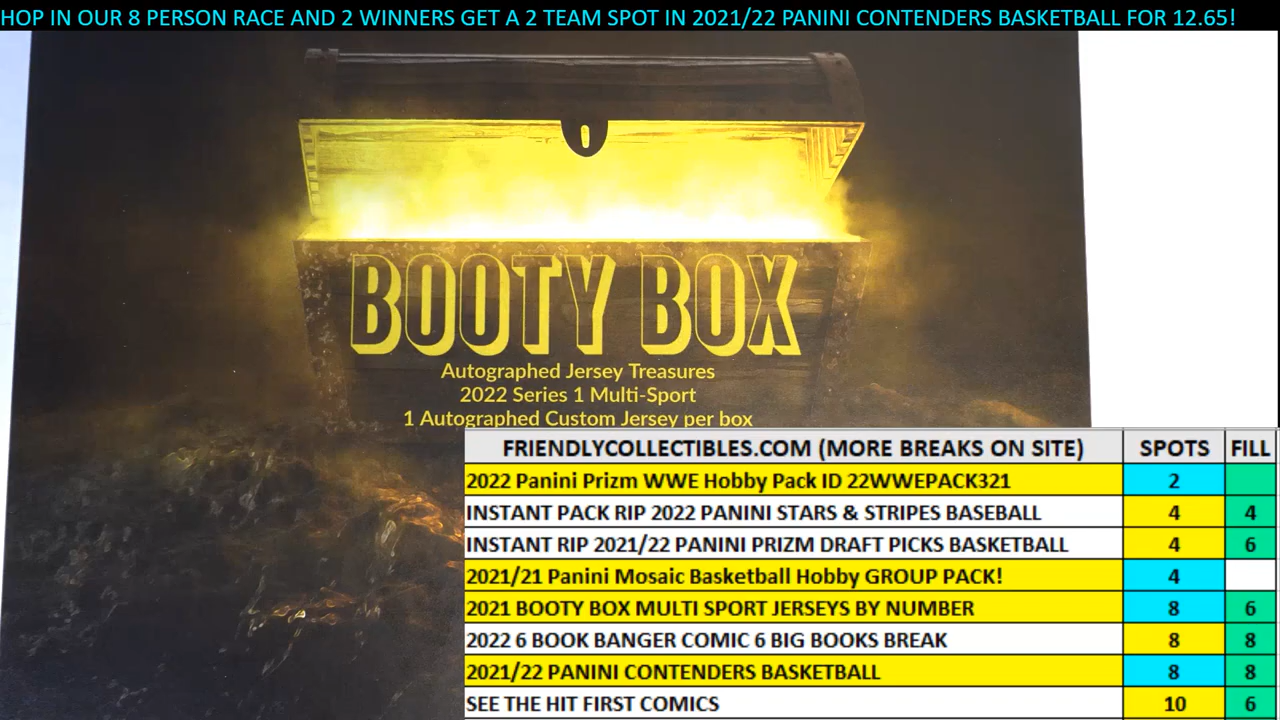 HOP IN OUR 8 PERSON RACE AND 2 WINNERS GET A 2 TEAM SPOT IN 2021/22 PANINI CONTENDERS BASKETBALL FOR 12.65!
BOOTY BOX
Autographed Jersey Treasures
2022 Series 1 Multi-Sport
1 Autographed Custom Jersey per box
FRIENDLYCOLLECTIBLES.COM (MORE BREAKS ON SITE) SPOTS FILL
2022 Panini Prizm WWE Hobby Pack ID 22WWEPACK321 2
INSTANT PACK RIP 2022 PANINI STARS & STRIPES BASEBALL 4 4
INSTANT RIP 2021/22 PANINI PRIZM DRAFT PICKS BASKETBALL 4 6
2021/21 Panini Mosaic Basketball Hobby GROUP PACK! 4
2021 BOOTY BOX MULTI SPORT JERSEYS BY NUMBER 8 6
2022 6 BOOK BANGER COMIC 6 BIG BOOKS BREAK 8 8
2021/22 PANINI CONTENDERS BASKETBALL 8 8
SEE THE HIT FIRST COMICS 10 6